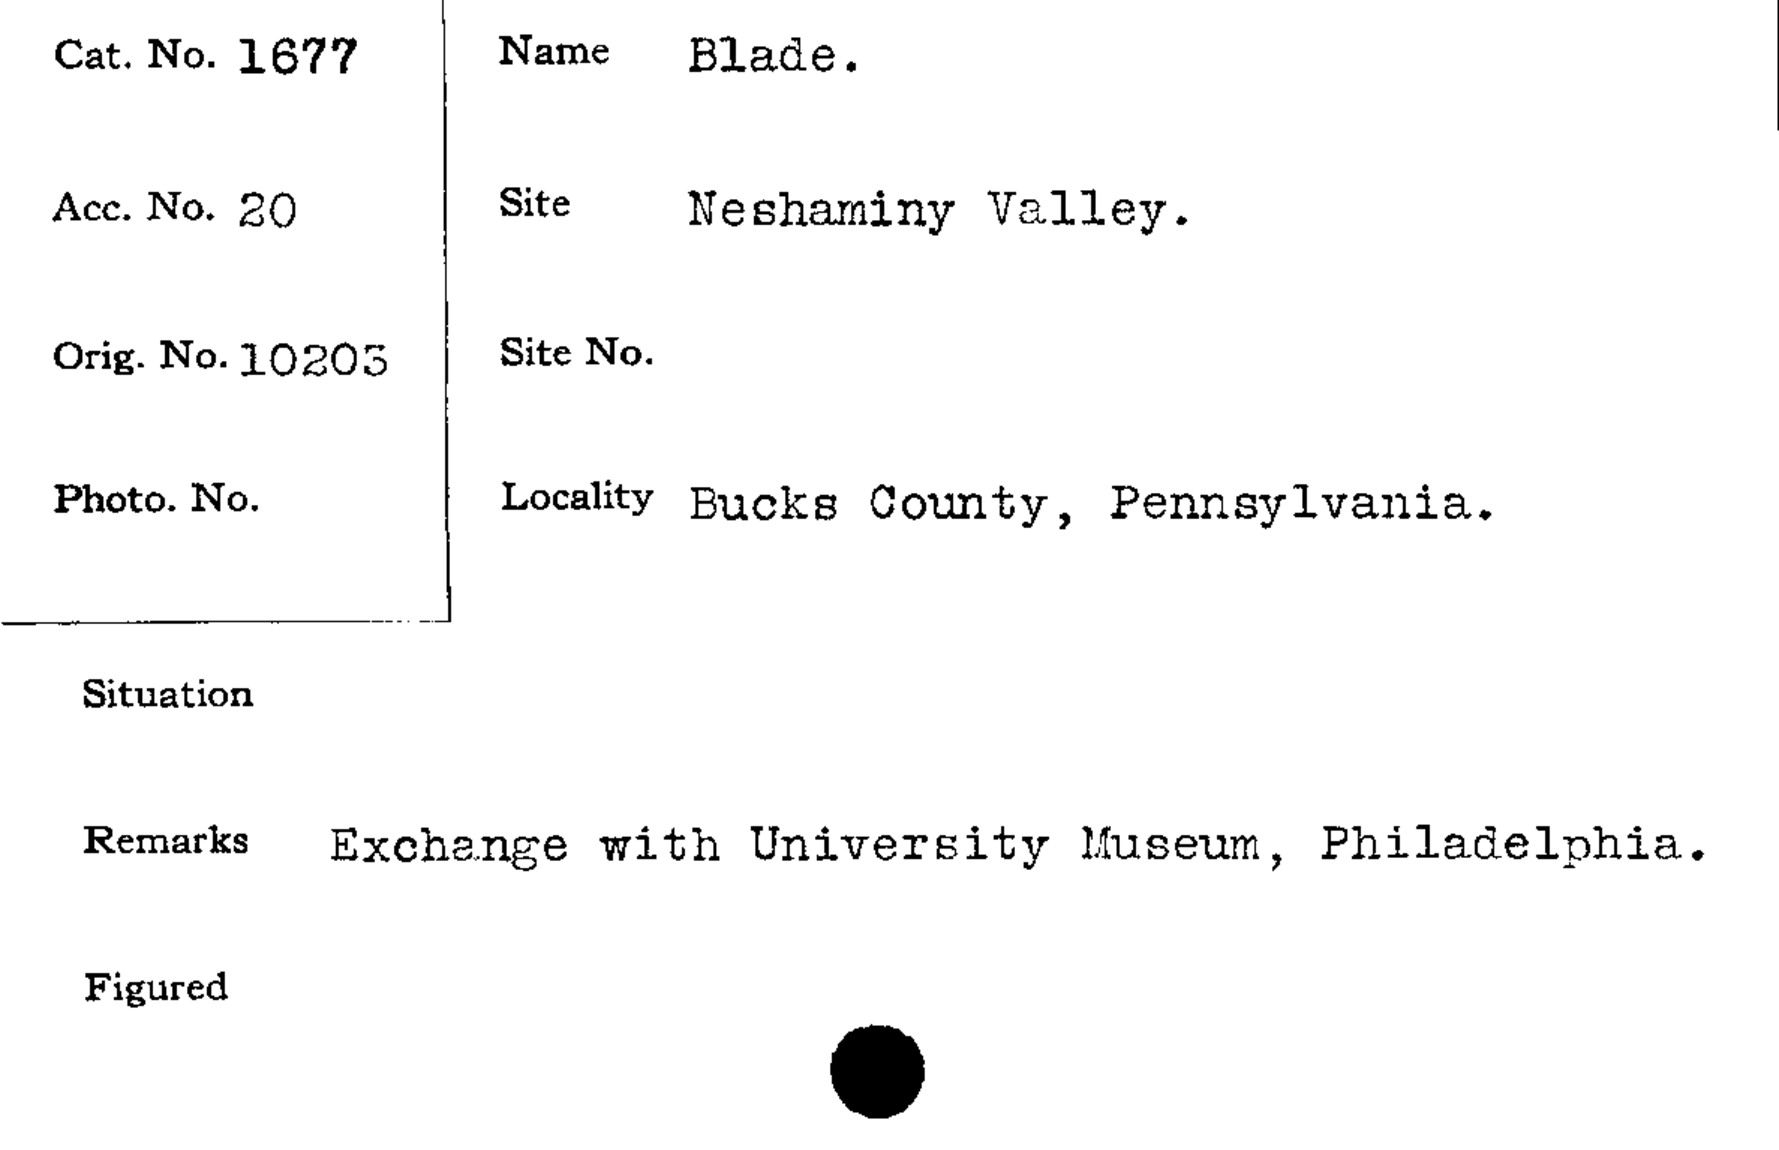 Cat. No. 1677
Name Blade.
Acc. No. 20
Site Neshaminy Valley.
Orig. No. 10203
Site No.
Photo. No.
Locality Bucks County, Pennsylvania.
Situation
Remarks Exchange with University Museum, Philadelphia.
Figured